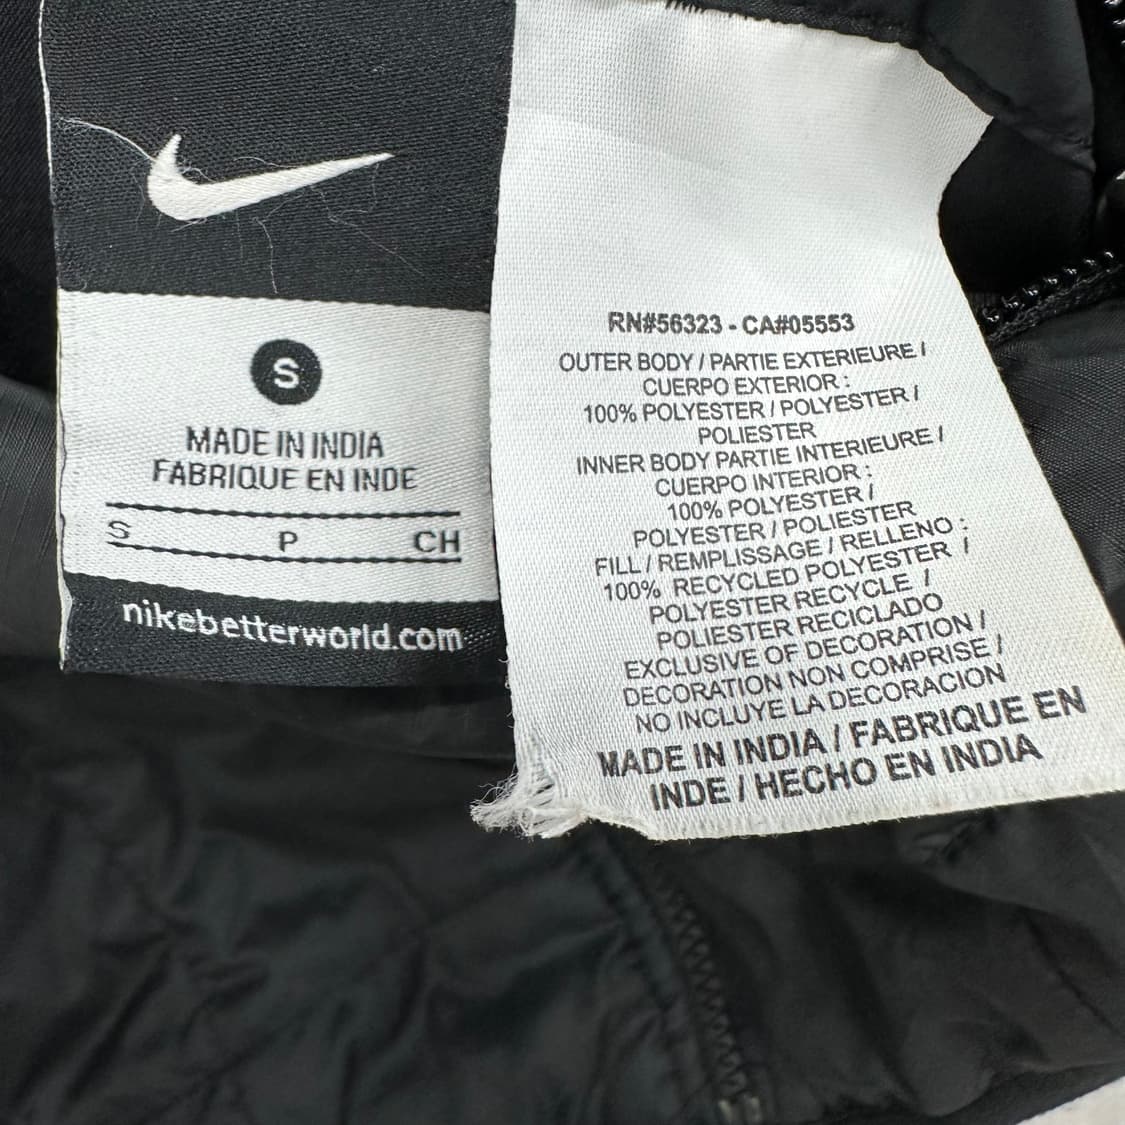 S
MADE IN INDIA
FABRIQUE EN INDE
S P CH
nikebetterworld.com
RN#56323 - CA#05553
OUTER BODY / PARTIE EXTERIEURE /
CUERPO EXTERIOR :
100% POLYESTER / POLYESTER /
POLIESTER
INNER BODY PARTIE INTERIEURE /
CUERPO INTERIOR :
100% POLYESTER /
POLYESTER / POLIESTER
FILL / REMPLISSAGE / RELLENO :
100% RECYCLED POLYESTER /
POLYESTER RECYCLE /
POLIESTER RECICLADO
EXCLUSIVE OF DECORATION /
DECORATION NON COMPRISE /
NO INCLUYE LA DECORACION
MADE IN INDIA / FABRIQUE EN
INDE / HECHO EN INDIA